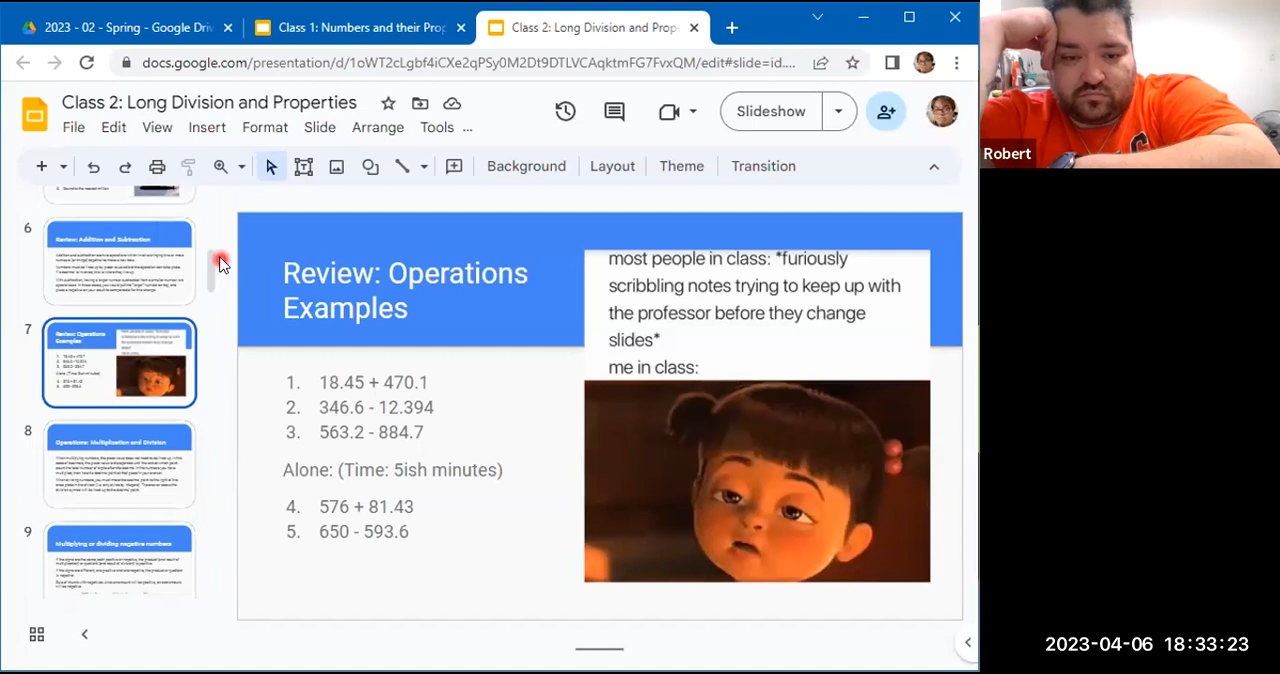 2023 - 02 - Spring - Google Driv
Class 1: Numbers and their Prop
Class 2: Long Division and Prope
docs.google.com/presentation/d/1oWT2cLgbf4iCXe2qPSy0M2Dt9DTLVCAqktmFG7FvxQM/edit#slide=id....
Class 2: Long Division and Properties
File Edit View Insert Format Slide Arrange Tools ...
Slideshow
Background Layout Theme Transition
6
Review: Addition and Subtraction
7
Review: Operations
Examples
8
Operations: Multiplication and Division
9
Multiplying or dividing negative numbers
Review: Operations
Examples
1. 18.45 + 470.1
2. 346.6 - 12.394
3. 563.2 - 884.7
Alone: (Time: 5ish minutes)
4. 576 + 81.43
5. 650 - 593.6
most people in class: *furiously
scribbling notes trying to keep up with
the professor before they change
slides*
me in class:
Robert
2023-04-06 18:33:23